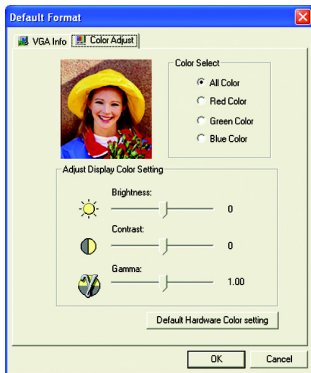 Default Format
VGA Info
Color Adjust
Color Select
All Color
Red Color
Green Color
Blue Color
Adjust Display Color Setting
Brightness:
0
Contrast:
0
Gamma:
1.00
Default Hardware Color setting
OK
Cancel